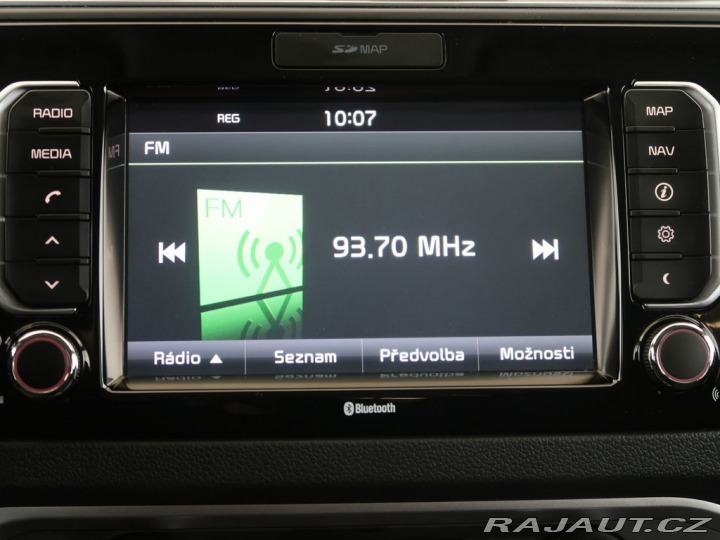 SD MAP
RADIO
MEDIA
REG 10:07
FM
FM
93.70 MHz
Rádio ▲ Seznam Předvolba Možnosti
MAP
NAV
Bluetooth
RAJAUT.CZ